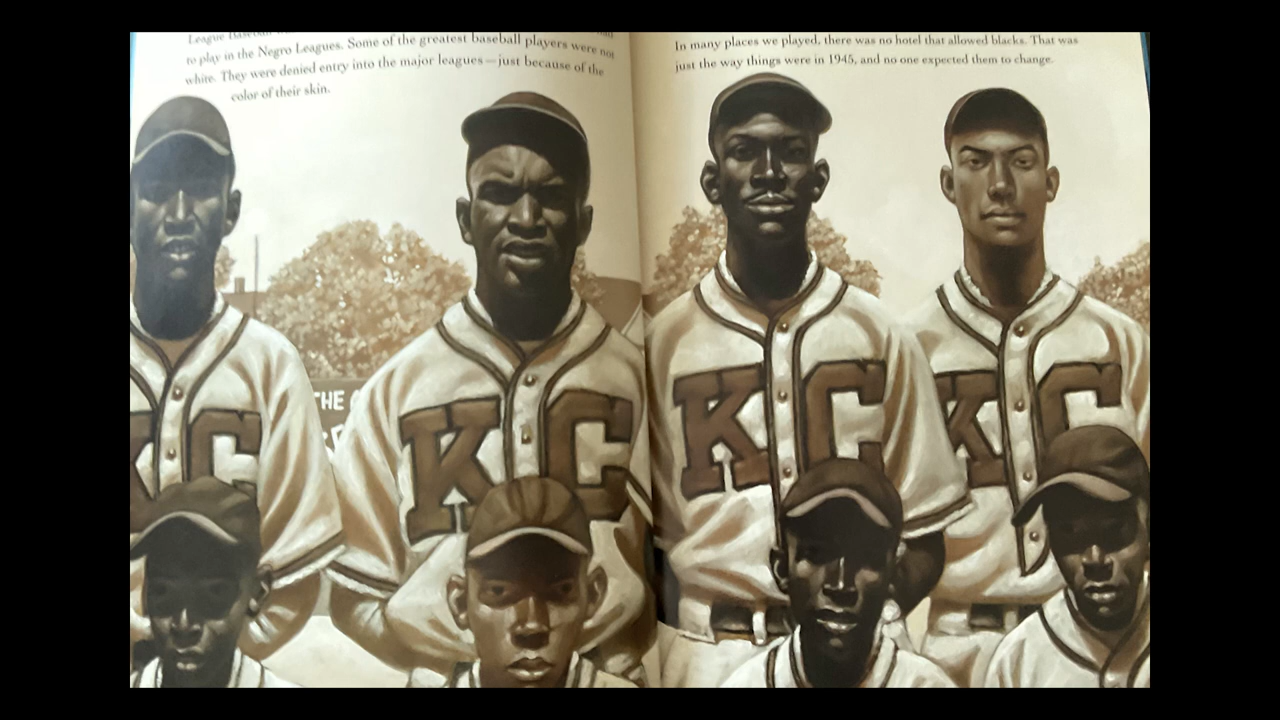 League Baseball
to play in the Negro Leagues. Some of the greatest baseball players were not
white. They were denied entry into the major leagues—just because of the
color of their skin.
In many places we played, there was no hotel that allowed blacks. That was
just the way things were in 1945, and no one expected them to change.
THE
KC
KC
KC
KC